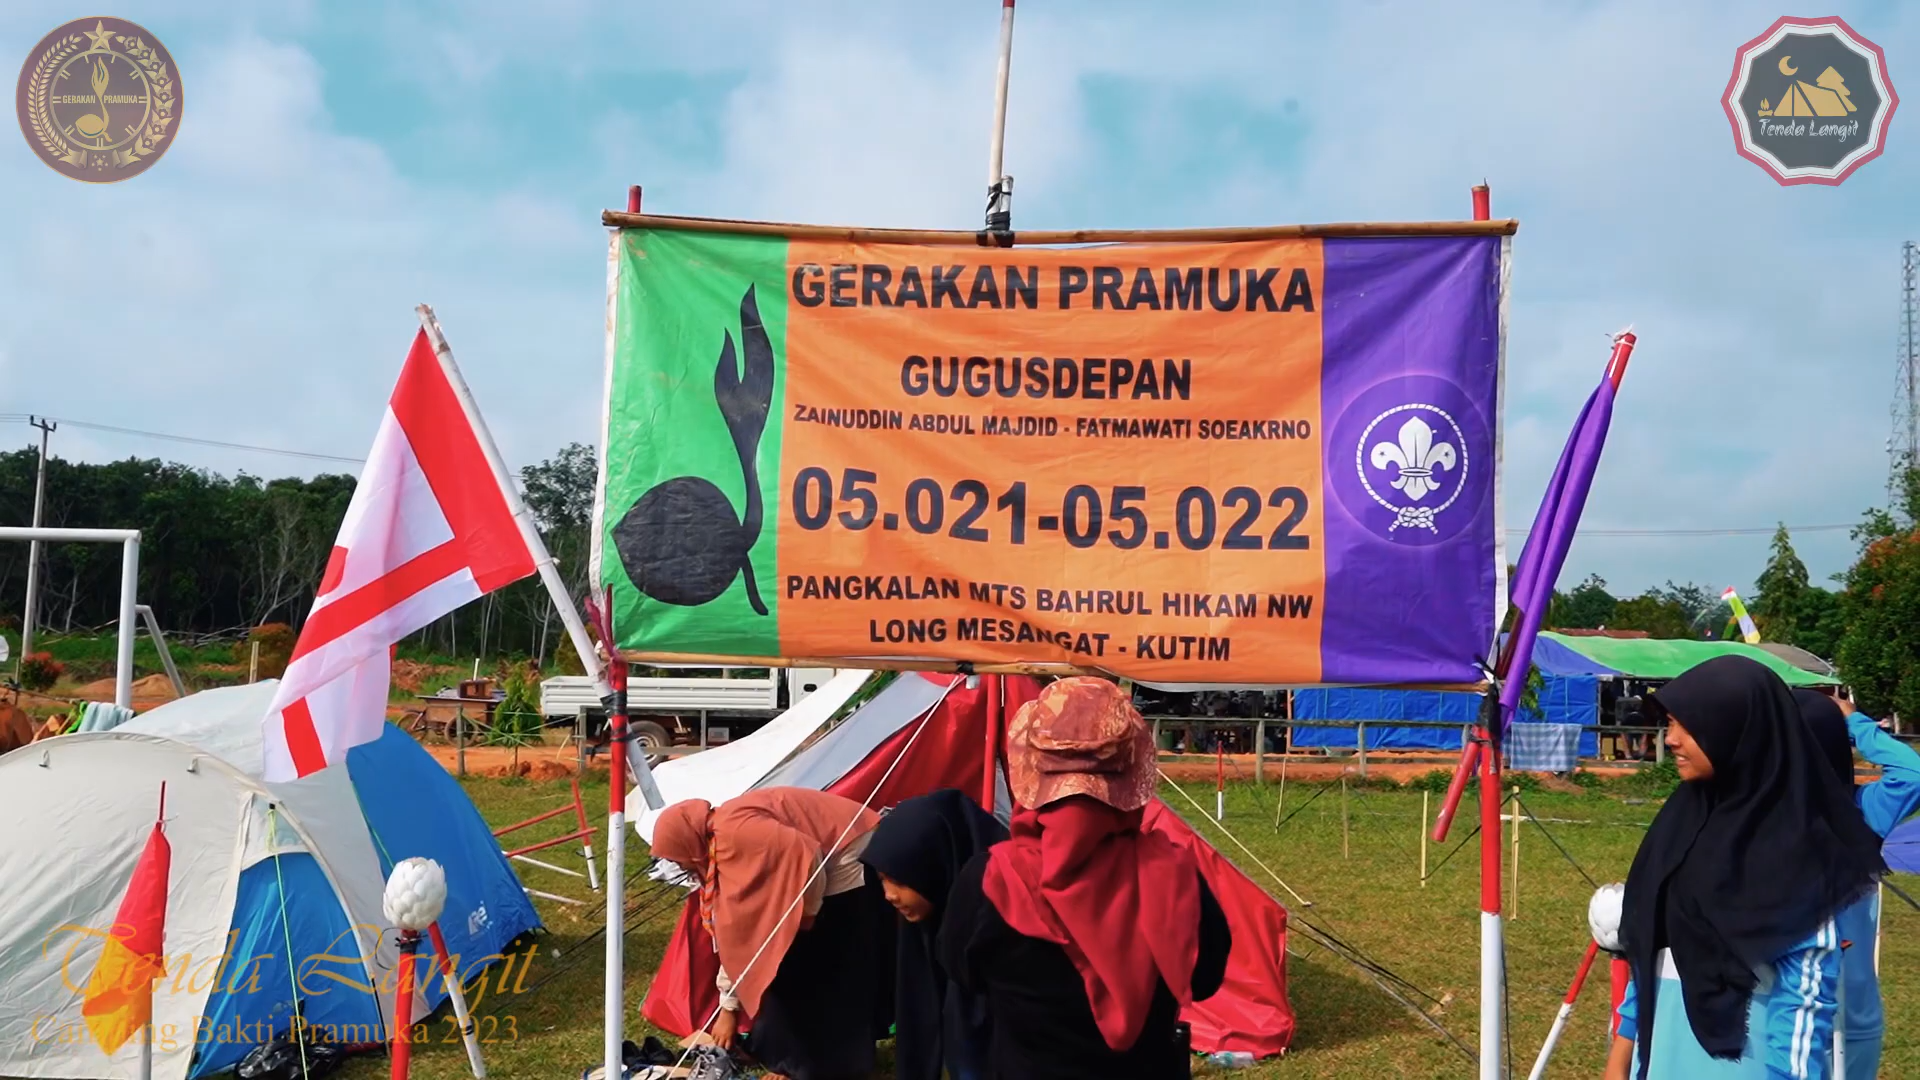 GERAKAN PRAMUKA
Tenda Langit
GERAKAN PRAMUKA
GUGUSDEPAN
ZAINUDDIN ABDUL MAJDID - FATMAWATI SOEAKRNO
05.021-05.022
PANGKALAN MTS BAHRUL HIKAM NW
LONG MESANGAT - KUTIM
Tenda Langit
Camping Bakti Pramuka 2023